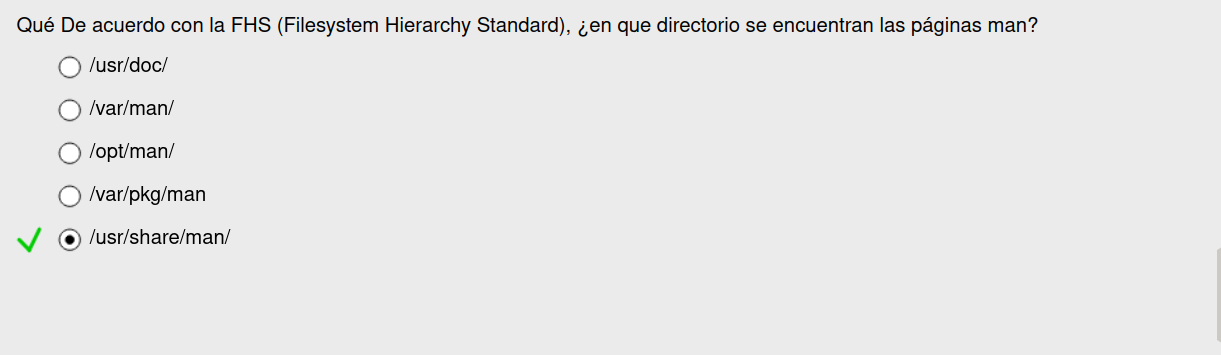 Qué De acuerdo con la FHS (Filesystem Hierarchy Standard), ¿en que directorio se encuentran las páginas man?
/usr/doc/
/var/man/
/opt/man/
/var/pkg/man
/usr/share/man/